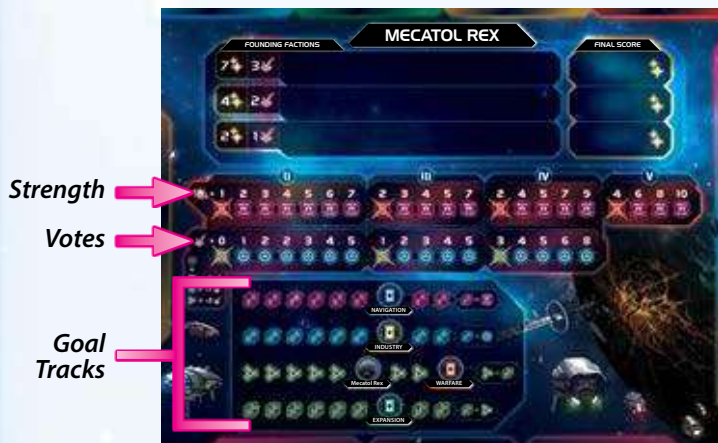 MECATOL REX
FOUNDING FACTIONS
FINAL SCORE
7 3
4 2
2 1
II III IV V
Strength
1 2 3 4 5 6 7 2 3 4 5 6 7 2 4 5 7 9 4 6 8 10
Votes
0 1 2 2 3 4 5 1 2 3 4 5 3 4 5 6 8
NAVIGATION
INDUSTRY
Goal
Tracks
Mecatol Rex WARFARE
EXPANSION